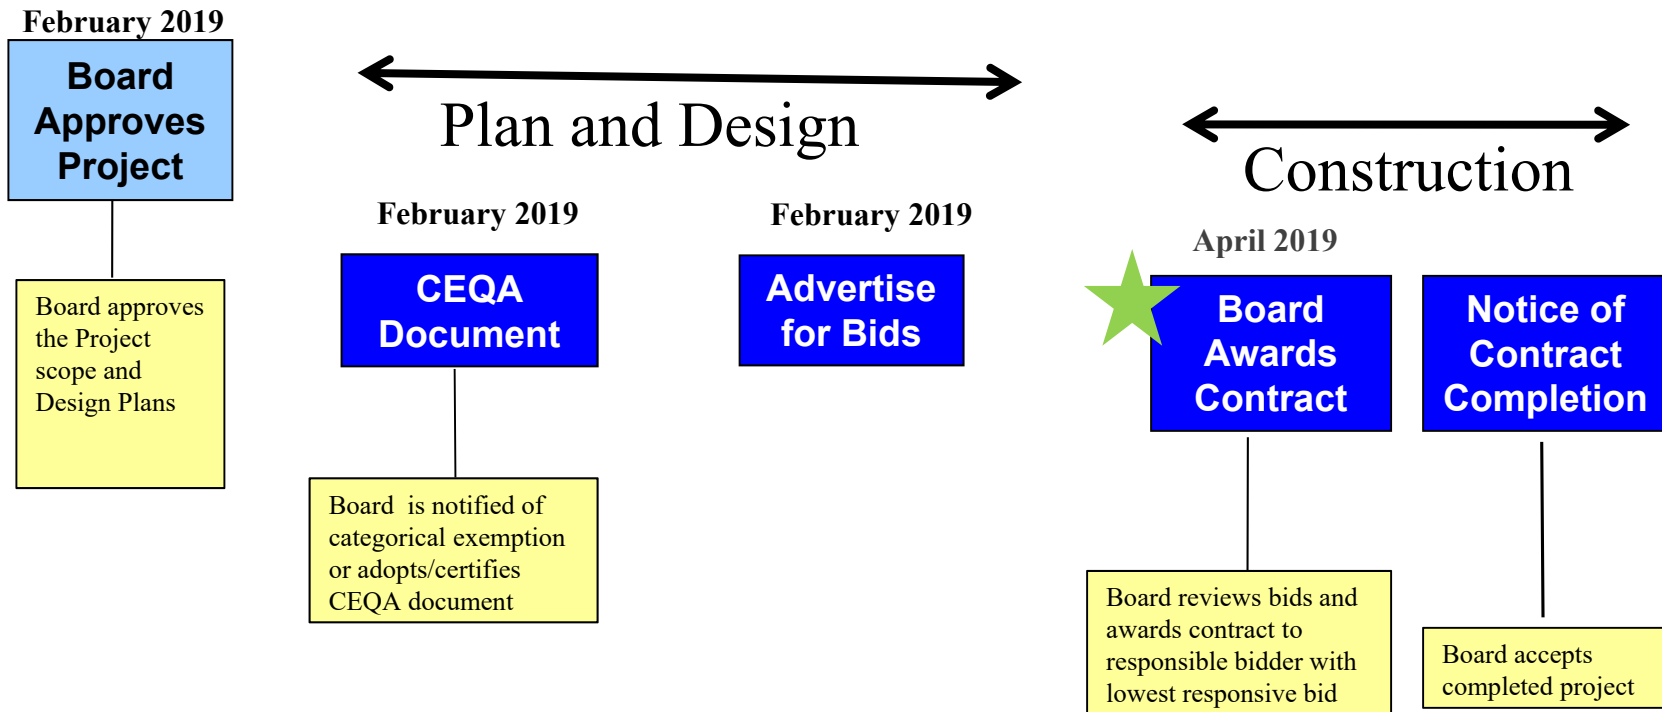 February 2019
Board
Approves
Project
Board approves
the Project
scope and
Design Plans
Plan and Design
February 2019
CEQA
Document
Board is notified of
categorical exemption
or adopts/certifies
CEQA document
February 2019
Advertise
for Bids
Construction
April 2019
Board
Awards
Contract
Board reviews bids and
awards contract to
responsible bidder with
lowest responsive bid
Notice of
Contract
Completion
Board accepts
completed project